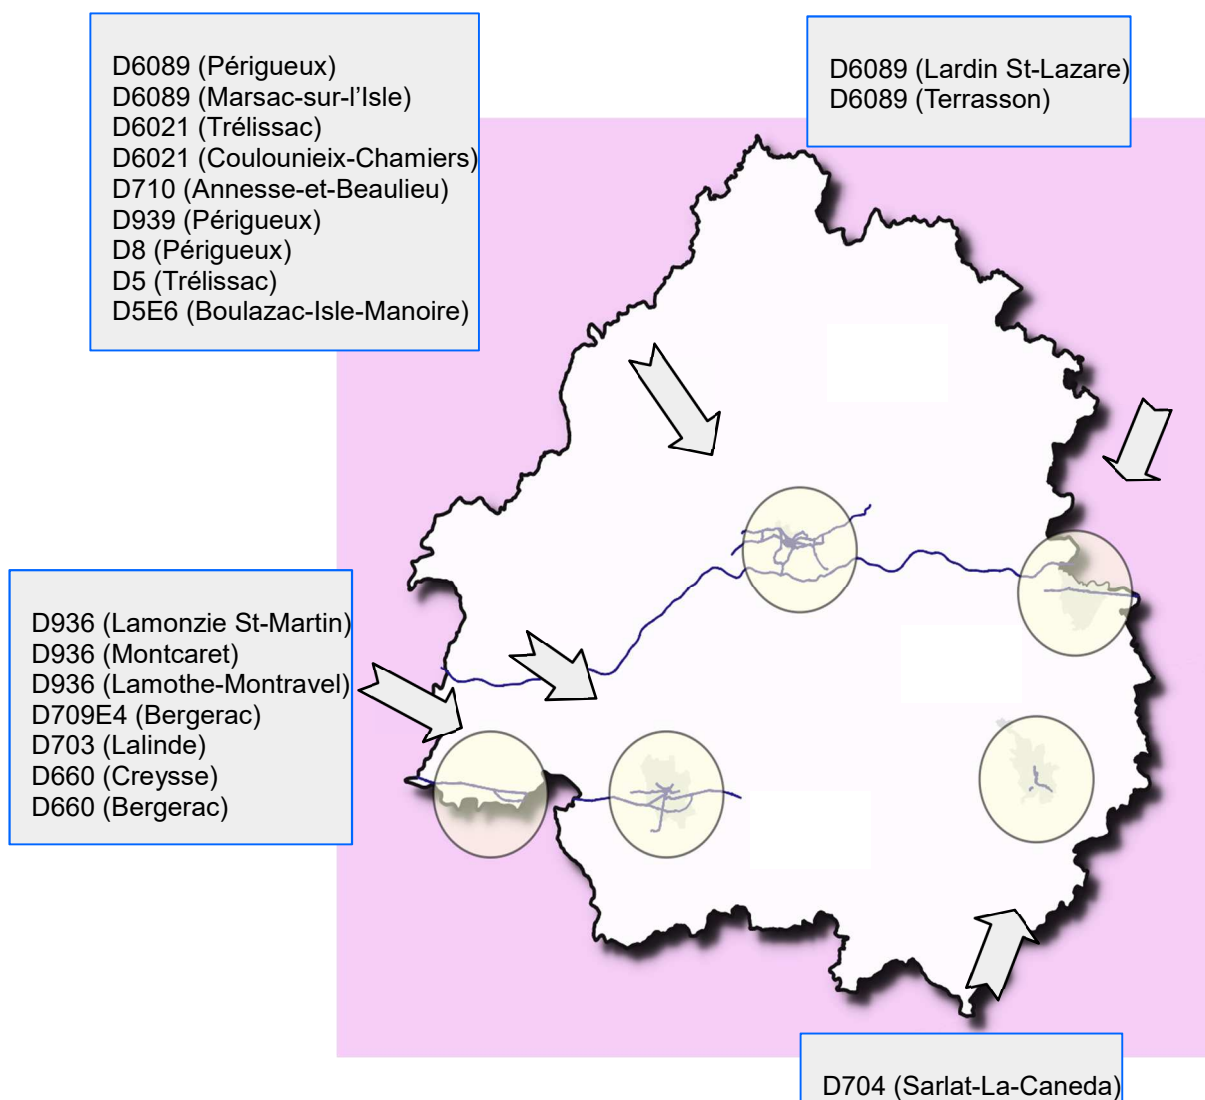 D6089 (Périgueux)
D6089 (Marsac-sur-l'Isle)
D6021 (Trélissac)
D6021 (Coulounieix-Chamiers)
D710 (Annesse-et-Beaulieu)
D939 (Périgueux)
D8 (Périgueux)
D5 (Trélissac)
D5E6 (Boulazac-Isle-Manoire)
D6089 (Lardin St-Lazare)
D6089 (Terrasson)
D936 (Lamonzie St-Martin)
D936 (Montcaret)
D936 (Lamothe-Montravel)
D709E4 (Bergerac)
D703 (Lalinde)
D660 (Creysse)
D660 (Bergerac)
D704 (Sarlat-La-Caneda)